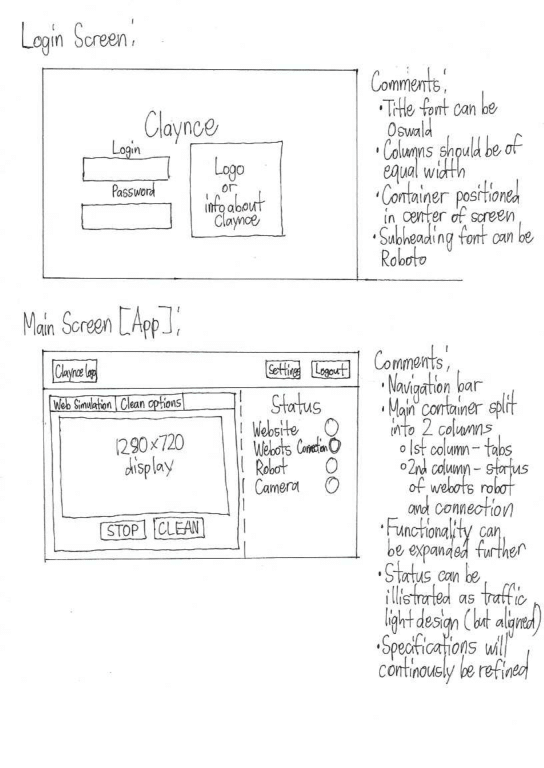 Login Screen:
Claynce
Login
Password
Logo
or
info about
Claynce
Comments:
• Title font can be
Oswald
• Columns should be of
equal width
• Container positioned
in center of screen
• Subheading font can be
Roboto
Main Screen [App]:
Claynce logo
Settings
Logout
Web Simulation
Clean options
1280x720
display
STOP
CLEAN
Status
Website
Webots Connection
Robot
Camera
Comments:
• Navigation bar
• Main container split
into 2 columns
o 1st column - tabs
o 2nd column - status
of webots robot
and connection
• Functionality can
be expanded further
• Status can be
illistrated as traffic
light design (but aligned)
• Specifications will
continously be refined